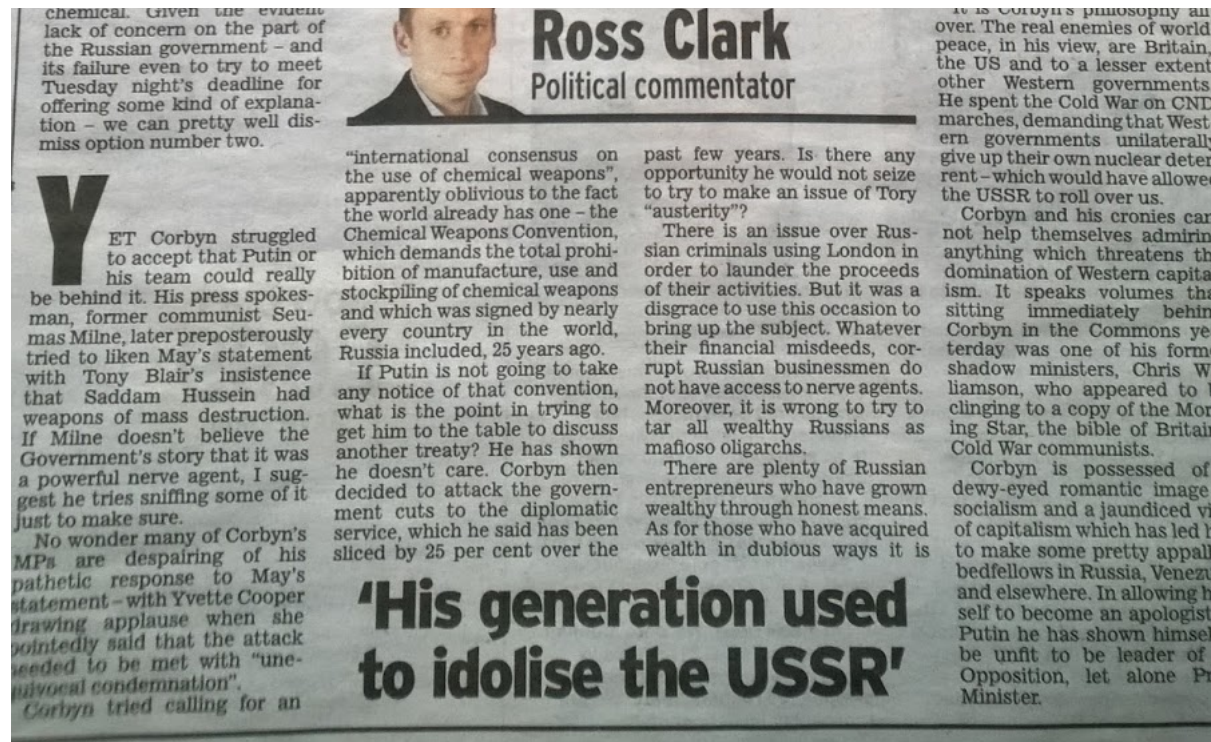 chemical. Given the evident
lack of concern on the part of
the Russian government – and
its failure even to try to meet
Tuesday night's deadline for
offering some kind of explana-
tion – we can pretty well dis-
miss option number two.
YET Corbyn struggled
to accept that Putin or
his team could really
be behind it. His press spokes-
man, former communist Seu-
mas Milne, later preposterously
tried to liken May's statement
with Tony Blair's insistence
that Saddam Hussein had
weapons of mass destruction.
If Milne doesn't believe the
Government's story that it was
a powerful nerve agent, I sug-
gest he tries sniffing some of it
just to make sure.
No wonder many of Corbyn's
MPs are despairing of his
pathetic response to May's
statement – with Yvette Cooper
drawing applause when she
pointedly said that the attack
needed to be met with "une-
quivocal condemnation".
Corbyn tried calling for an
Ross Clark
Political commentator
"international consensus on
the use of chemical weapons",
apparently oblivious to the fact
the world already has one – the
Chemical Weapons Convention,
which demands the total prohi-
bition of manufacture, use and
stockpiling of chemical weapons
and which was signed by nearly
every country in the world,
Russia included, 25 years ago.
If Putin is not going to take
any notice of that convention,
what is the point in trying to
get him to the table to discuss
another treaty? He has shown
he doesn't care. Corbyn then
decided to attack the govern-
ment cuts to the diplomatic
service, which he said has been
sliced by 25 per cent over the
past few years. Is there any
opportunity he would not seize
to try to make an issue of Tory
"austerity"?
There is an issue over Rus-
sian criminals using London in
order to launder the proceeds
of their activities. But it was a
disgrace to use this occasion to
bring up the subject. Whatever
their financial misdeeds, cor-
rupt Russian businessmen do
not have access to nerve agents.
Moreover, it is wrong to try to
tar all wealthy Russians as
mafioso oligarchs.
There are plenty of Russian
entrepreneurs who have grown
wealthy through honest means.
As for those who have acquired
wealth in dubious ways it is
'His generation used
to idolise the USSR'
It is Corbyn's philosophy all
over. The real enemies of world
peace, in his view, are Britain,
the US and to a lesser extent
other Western governments
He spent the Cold War on CND
marches, demanding that West
ern governments unilaterally
give up their own nuclear deter
rent – which would have allowe
the USSR to roll over us.
Corbyn and his cronies can
not help themselves admirin
anything which threatens th
domination of Western capita
ism. It speaks volumes tha
sitting immediately behin
Corbyn in the Commons ye
terday was one of his form
shadow ministers, Chris W
liamson, who appeared to
clinging to a copy of the Mor
ing Star, the bible of Britai
Cold War communists.
Corbyn is possessed of
dewy-eyed romantic image
socialism and a jaundiced vi
of capitalism which has led h
to make some pretty appall
bedfellows in Russia, Venezu
and elsewhere. In allowing h
self to become an apologist
Putin he has shown himse
be unfit to be leader of
Opposition, let alone Pr
Minister.